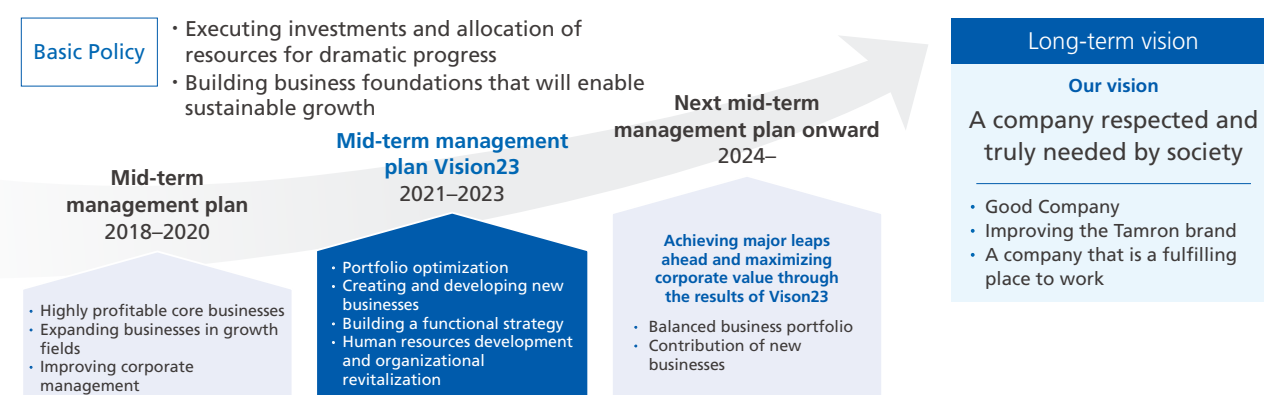 Basic Policy
・Executing investments and allocation of
resources for dramatic progress
・Building business foundations that will enable
sustainable growth
Mid-term
management plan
2018–2020
・Highly profitable core businesses
・Expanding businesses in growth
fields
・Improving corporate
management
Mid-term management
plan Vision23
2021–2023
・Portfolio optimization
・Creating and developing new
businesses
・Building a functional strategy
・Human resources development
and organizational
revitalization
Next mid-term
management plan onward
2024–
Achieving major leaps
ahead and maximizing
corporate value through
the results of Vison23
・Balanced business portfolio
・Contribution of new
businesses
Long-term vision
Our vision
A company respected and
truly needed by society
・Good Company
・Improving the Tamron brand
・A company that is a fulfilling
place to work